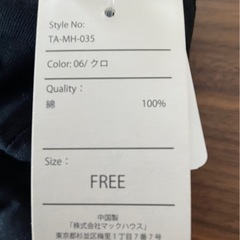 Style No:
TA-MH-035
Color: 06/ クロ
Quality :
綿 100%
Size :
FREE
中国製
「株式会社マックハウス」
東京都杉並区梅里1丁目7番7号